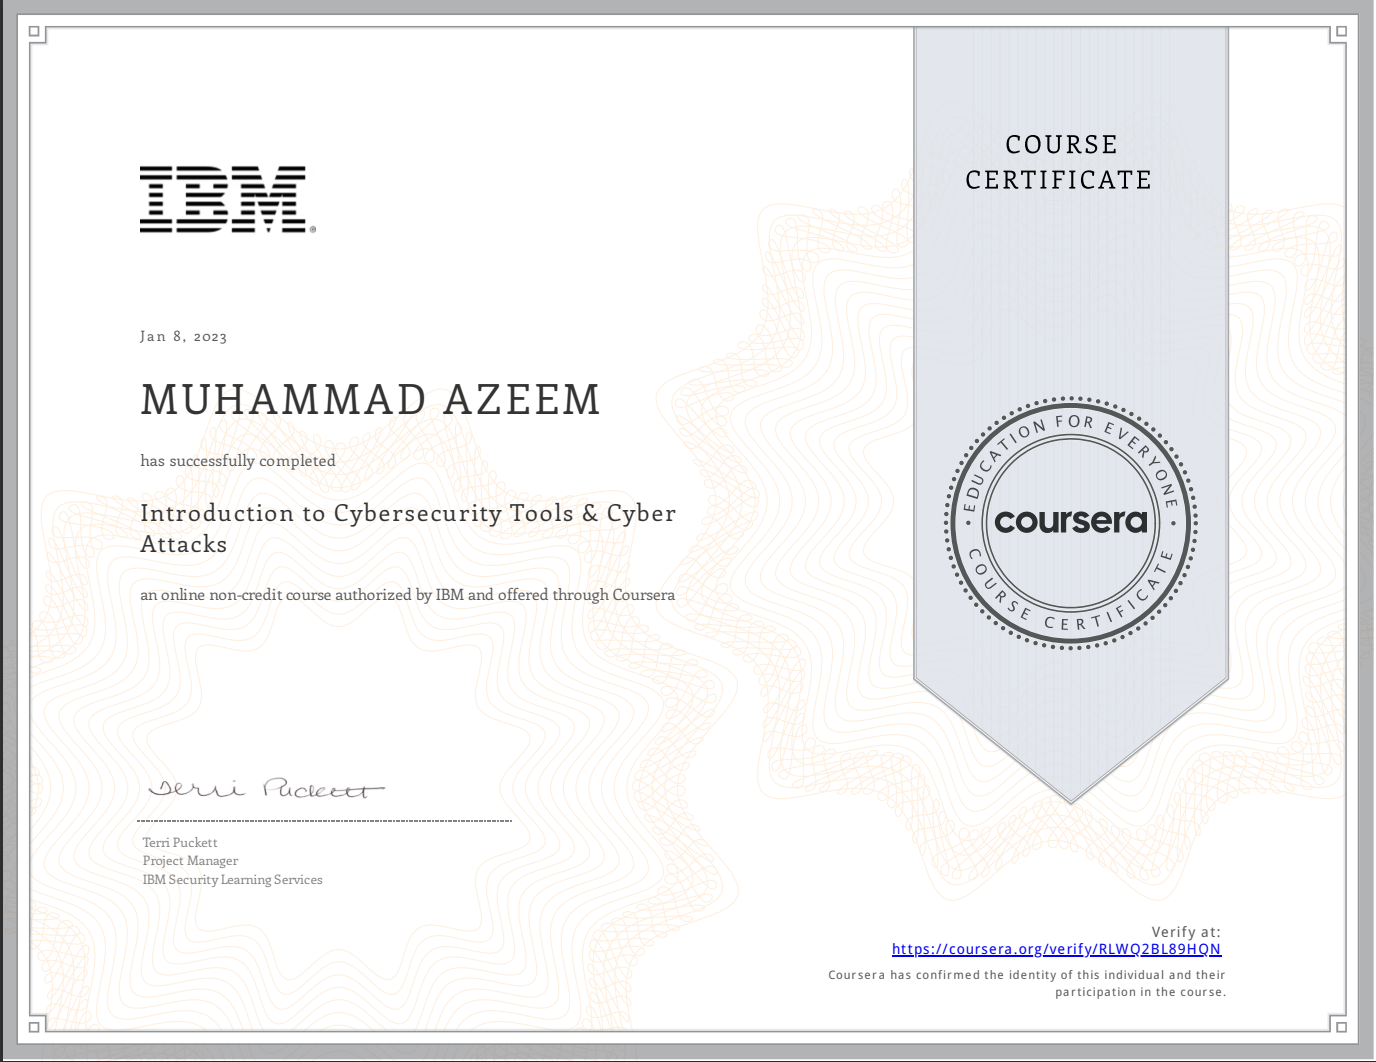 IBM®
COURSE
CERTIFICATE
Jan 8, 2023
MUHAMMAD AZEEM
has successfully completed
Introduction to Cybersecurity Tools & Cyber
Attacks
an online non-credit course authorized by IBM and offered through Coursera
EDUCATION FOR EVERYONE
coursera
COURSE CERTIFICATE
Terri Puckett
Terri Puckett
Project Manager
IBM Security Learning Services
Verify at:
https://coursera.org/verify/RLWQ2BL89HQN
Coursera has confirmed the identity of this individual and their
participation in the course.